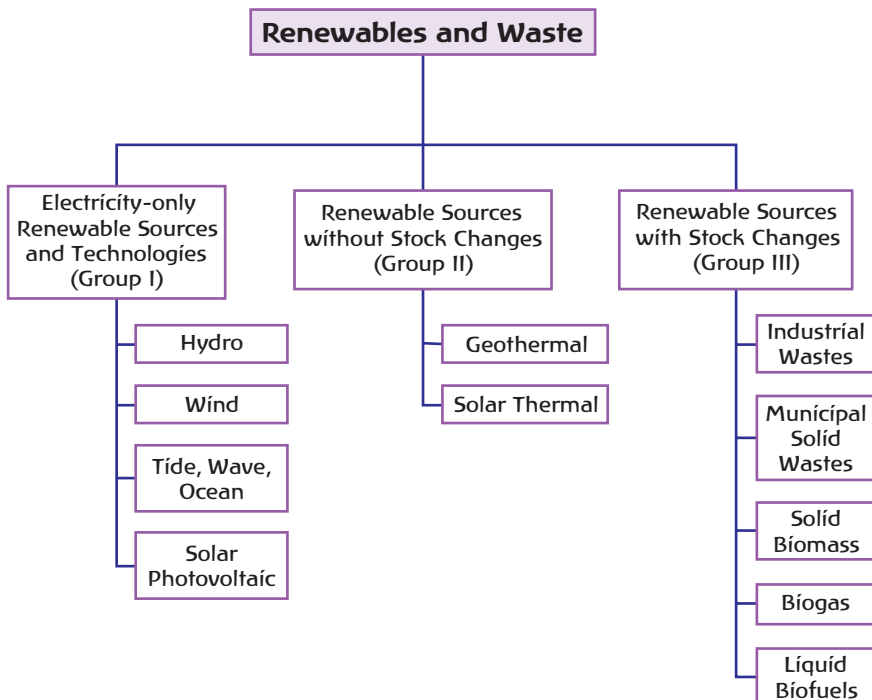 Renewables and Waste
Electricity-only
Renewable Sources
and Technologies
(Group I)
Hydro
Wind
Tide, Wave,
Ocean
Solar
Photovoltaic
Renewable Sources
without Stock Changes
(Group II)
Geothermal
Solar Thermal
Renewable Sources
with Stock Changes
(Group III)
Industrial
Wastes
Municipal
Solid
Wastes
Solid
Biomass
Biogas
Liquid
Biofuels